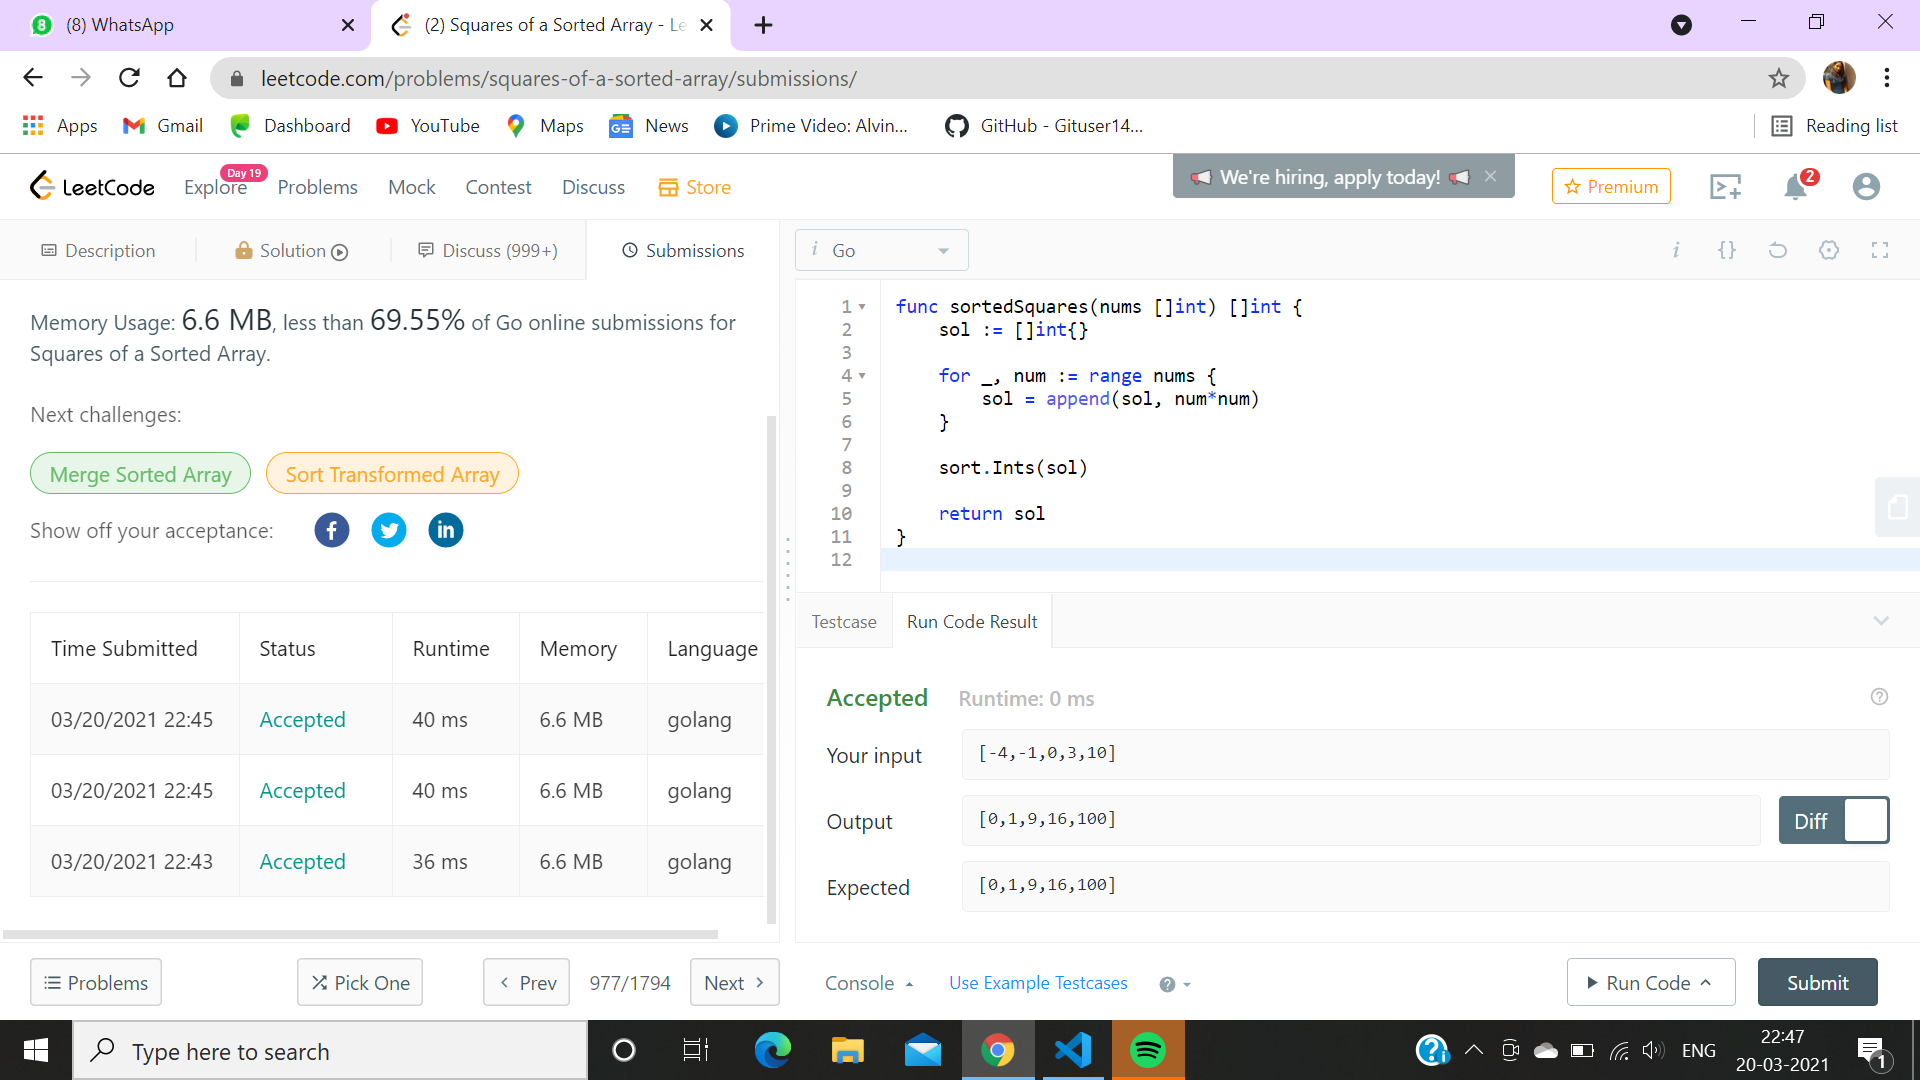 (8) WhatsApp
(2) Squares of a Sorted Array - Le
leetcode.com/problems/squares-of-a-sorted-array/submissions/
Apps
Gmail
Dashboard
YouTube
Maps
News
Prime Video: Alvin...
GitHub - Gituser14...
Reading list
LeetCode
Explore
Day 19
Problems
Mock
Contest
Discuss
Store
We're hiring, apply today!
Premium
2
Description
Solution
Discuss (999+)
Submissions
i Go
Memory Usage: 6.6 MB, less than 69.55% of Go online submissions for
Squares of a Sorted Array.
Next challenges:
Merge Sorted Array
Sort Transformed Array
Show off your acceptance:
Time Submitted Status Runtime Memory Language
03/20/2021 22:45 Accepted 40 ms 6.6 MB golang
03/20/2021 22:45 Accepted 40 ms 6.6 MB golang
03/20/2021 22:43 Accepted 36 ms 6.6 MB golang
1 func sortedSquares(nums []int) []int {
2 sol := []int{}
3
4 for _, num := range nums {
5 sol = append(sol, num*num)
6 }
7
8 sort.Ints(sol)
9
10 return sol
11 }
12
Testcase
Run Code Result
Accepted Runtime: 0 ms
Your input [-4,-1,0,3,10]
Output [0,1,9,16,100]
Diff
Expected [0,1,9,16,100]
Problems
Pick One
Prev
977/1794
Next
Console
Use Example Testcases
Run Code
Submit
Type here to search
ENG
22:47
20-03-2021
1